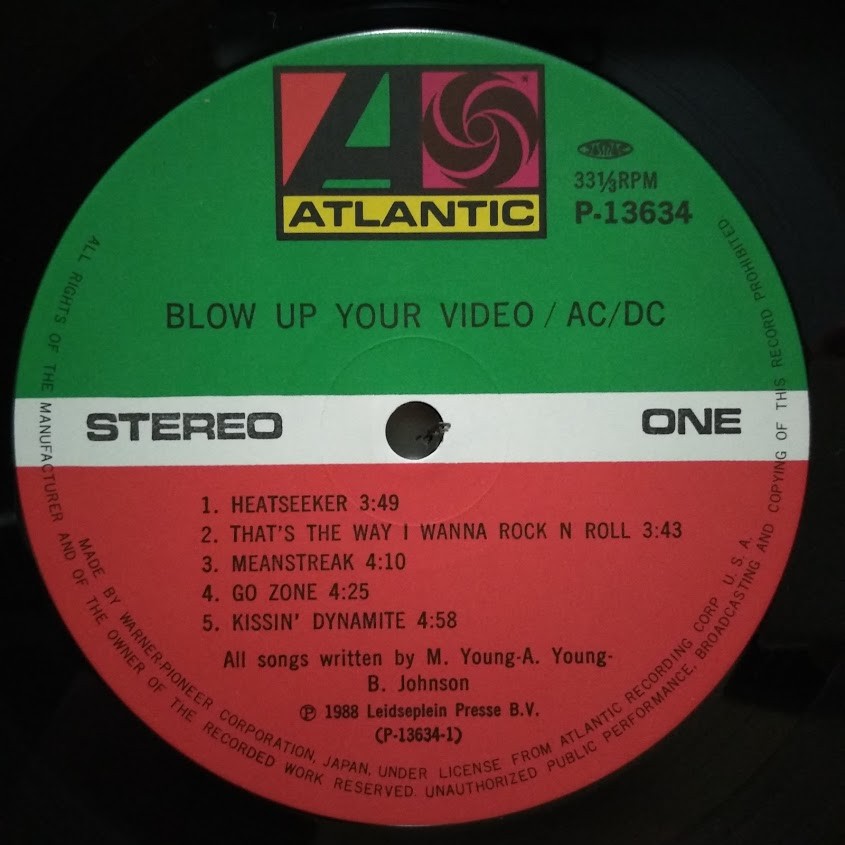 ATLANTIC
JASRAC
33⅓RPM
P-13634
BLOW UP YOUR VIDEO / AC/DC
STEREO
ONE
1. HEATSEEKER 3:49
2. THAT'S THE WAY I WANNA ROCK N ROLL 3:43
3. MEANSTREAK 4:10
4. GO ZONE 4:25
5. KISSIN' DYNAMITE 4:58
All songs written by M. Young-A. Young-
B. Johnson
Ⓟ 1988 Leidseplein Presse B.V.
(P-13634-1)
MADE BY WARNER-PIONEER CORPORATION, JAPAN, UNDER LICENSE FROM ATLANTIC RECORDING CORP. U. S. A.
ALL RIGHTS OF THE MANUFACTURER AND OF THE OWNER OF THE RECORDED WORK RESERVED. UNAUTHORIZED PUBLIC PERFORMANCE, BROADCASTING AND COPYING OF THIS RECORD PROHIBITED